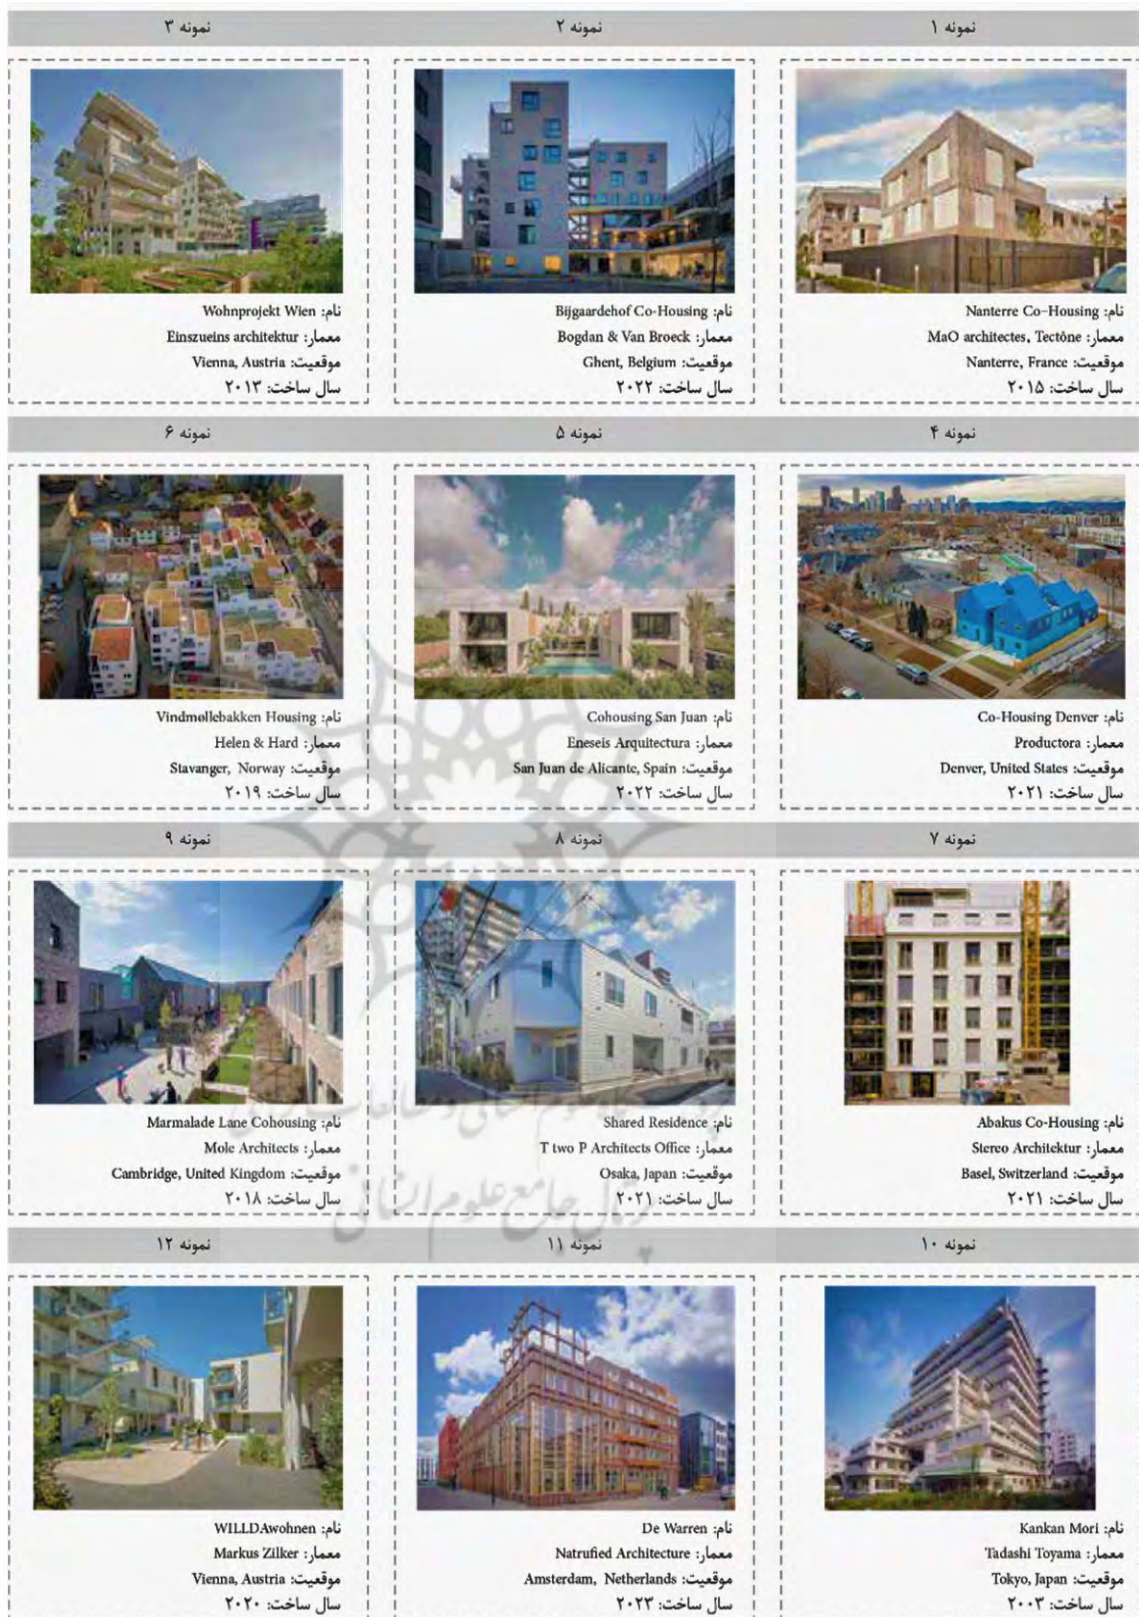 نمونه ۱
نام: Nanterre Co-Housing
معمار: MaO architectes, Tectône
موقعیت: Nanterre, France
سال ساخت: ۲۰۱۵
نمونه ۲
نام: Bijgaardehof Co-Housing
معمار: Bogdan & Van Broeck
موقعیت: Ghent, Belgium
سال ساخت: ۲۰۲۲
نمونه ۳
نام: Wohnprojekt Wien
معمار: Einszueins architektur
موقعیت: Vienna, Austria
سال ساخت: ۲۰۱۳
نمونه ۴
نام: Co-Housing Denver
معمار: Productora
موقعیت: Denver, United States
سال ساخت: ۲۰۲۱
نمونه ۵
نام: Cohousing San Juan
معمار: Eneseis Arquitectura
موقعیت: San Juan de Alicante, Spain
سال ساخت: ۲۰۲۲
نمونه ۶
نام: Vindmøllebakken Housing
معمار: Helen & Hard
موقعیت: Stavanger, Norway
سال ساخت: ۲۰۱۹
نمونه ۷
نام: Abakus Co-Housing
معمار: Stereo Architektur
موقعیت: Basel, Switzerland
سال ساخت: ۲۰۲۱
نمونه ۸
نام: Shared Residence
معمار: T two P Architects Office
موقعیت: Osaka, Japan
سال ساخت: ۲۰۲۱
نمونه ۹
نام: Marmalade Lane Cohousing
معمار: Mole Architects
موقعیت: Cambridge, United Kingdom
سال ساخت: ۲۰۱۸
پرتال جامع علوم انسانی
نمونه ۱۰
نام: Kankan Mori
معمار: Tadashi Toyama
موقعیت: Tokyo, Japan
سال ساخت: ۲۰۰۳
نمونه ۱۱
نام: De Warren
معمار: Natrufied Architecture
موقعیت: Amsterdam, Netherlands
سال ساخت: ۲۰۲۳
نمونه ۱۲
نام: WILLDAwohnen
معمار: Markus Zilker
موقعیت: Vienna, Austria
سال ساخت: ۲۰۲۰